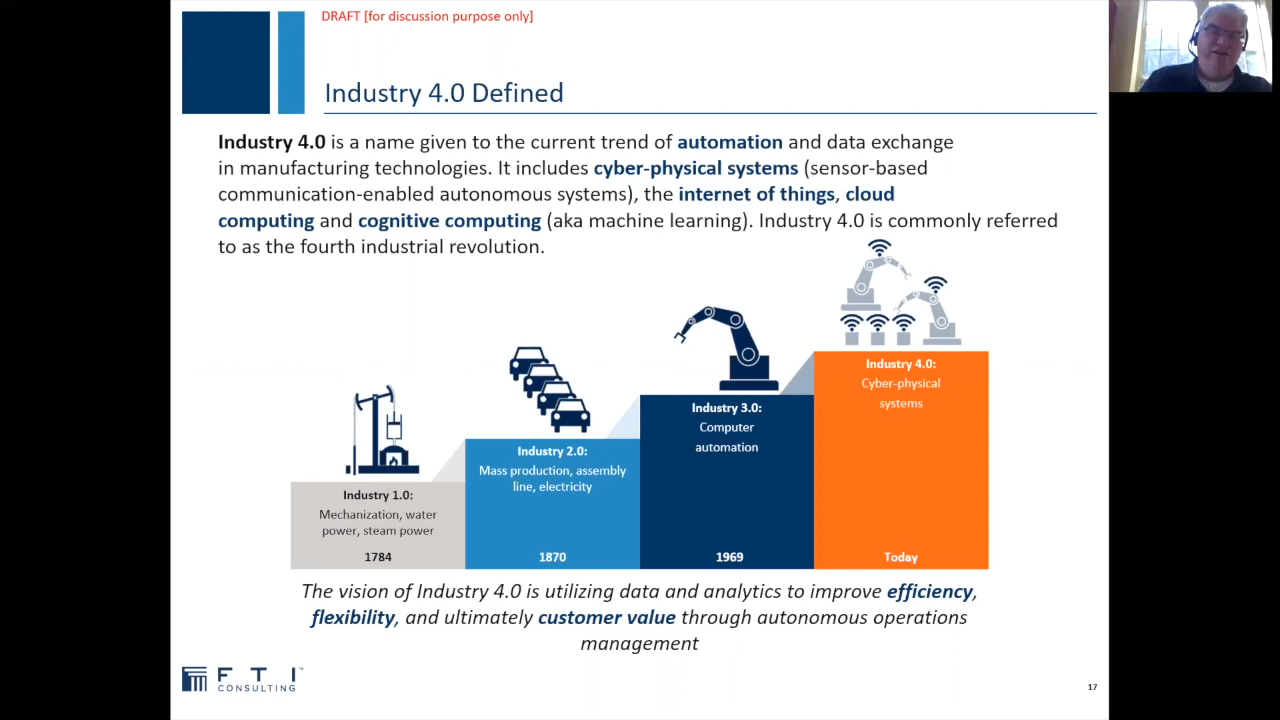 DRAFT [for discussion purpose only]
Industry 4.0 Defined
Industry 4.0 is a name given to the current trend of automation and data exchange
in manufacturing technologies. It includes cyber-physical systems (sensor-based
communication-enabled autonomous systems), the internet of things, cloud
computing and cognitive computing (aka machine learning). Industry 4.0 is commonly referred
to as the fourth industrial revolution.
Industry 1.0:
Mechanization, water
power, steam power
1784
Industry 2.0:
Mass production, assembly
line, electricity
1870
Industry 3.0:
Computer
automation
1969
Industry 4.0:
Cyber-physical
systems
Today
The vision of Industry 4.0 is utilizing data and analytics to improve efficiency,
flexibility, and ultimately customer value through autonomous operations
management
F T I ™
CONSULTING
17